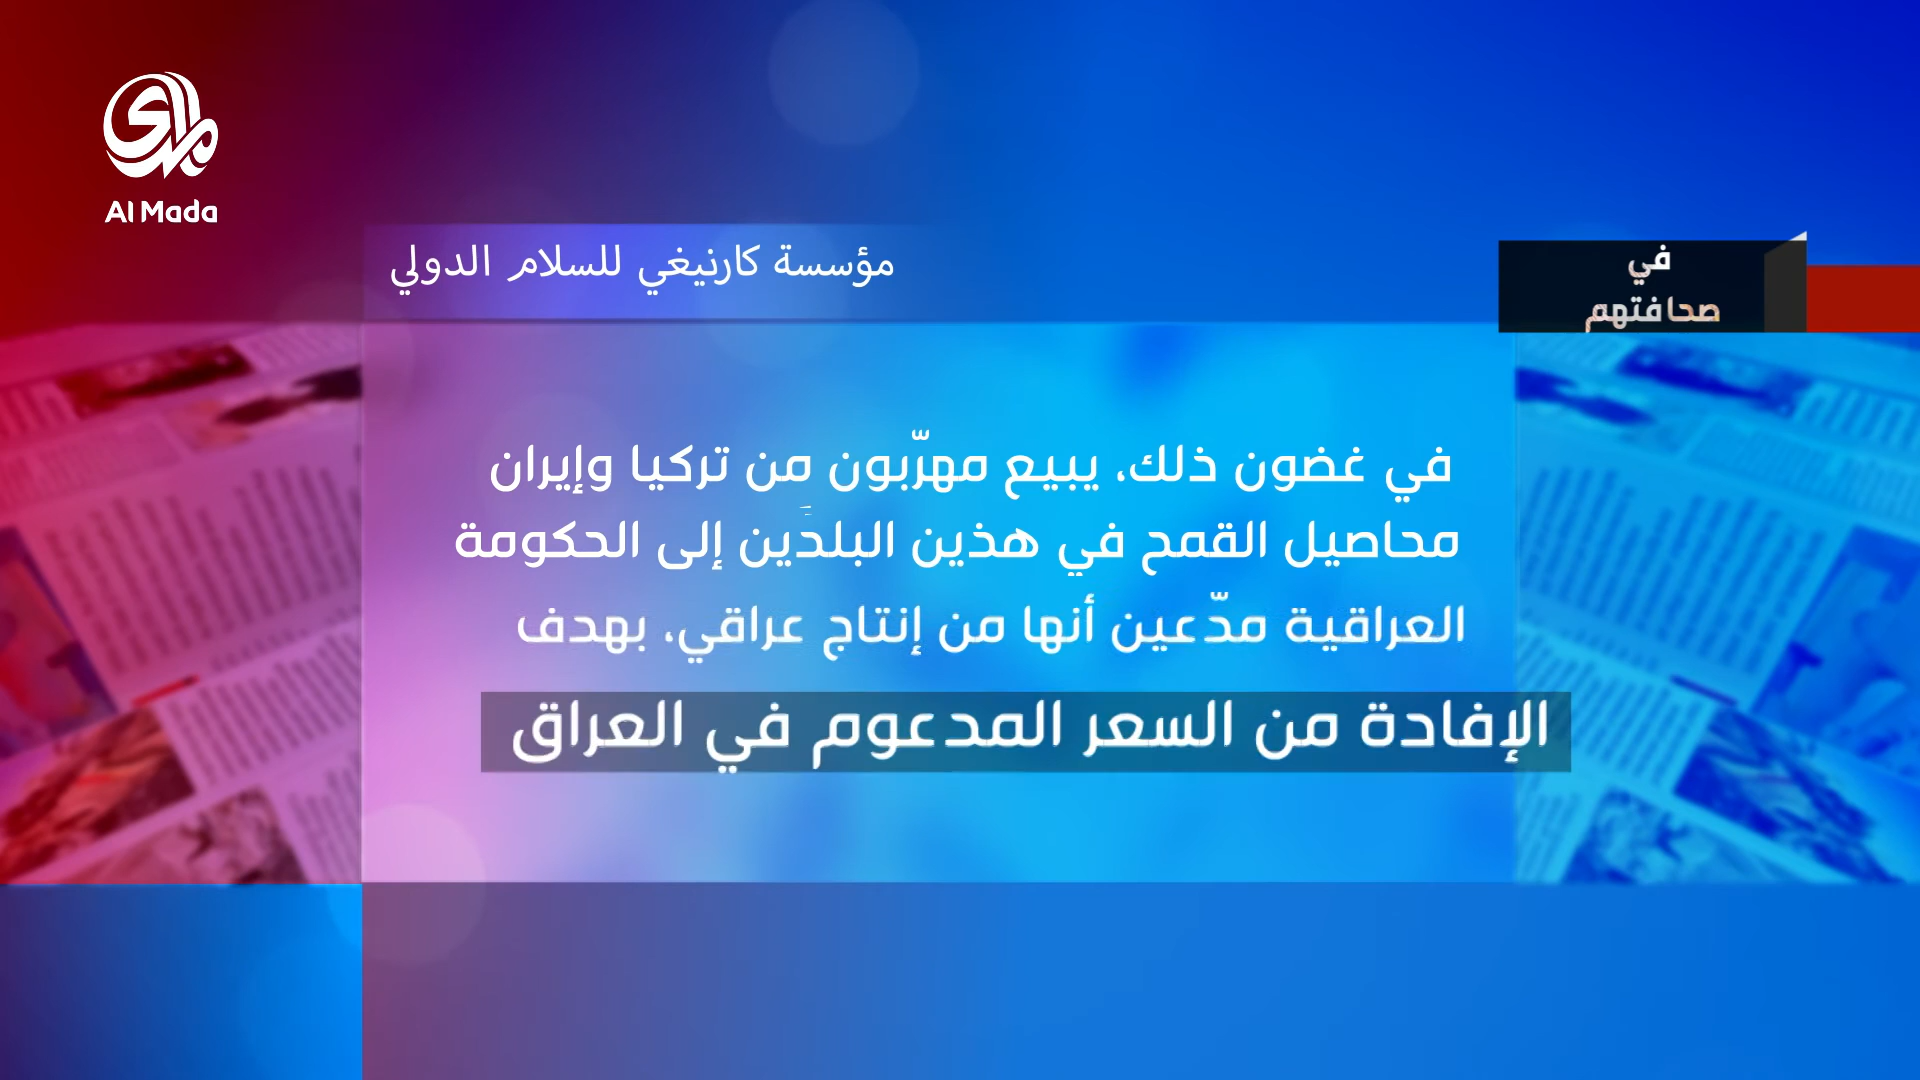 مدى
Al Mada
في
صحافتهم
مؤسسة كارنيغي للسلام الدولي
في غضون ذلك، يبيع مهرّبون من تركيا وإيران
محاصيل القمح في هذين البلدَين إلى الحكومة
العراقية مدّعين أنها من إنتاج عراقي، بهدف
الإفادة من السعر المدعوم في العراق